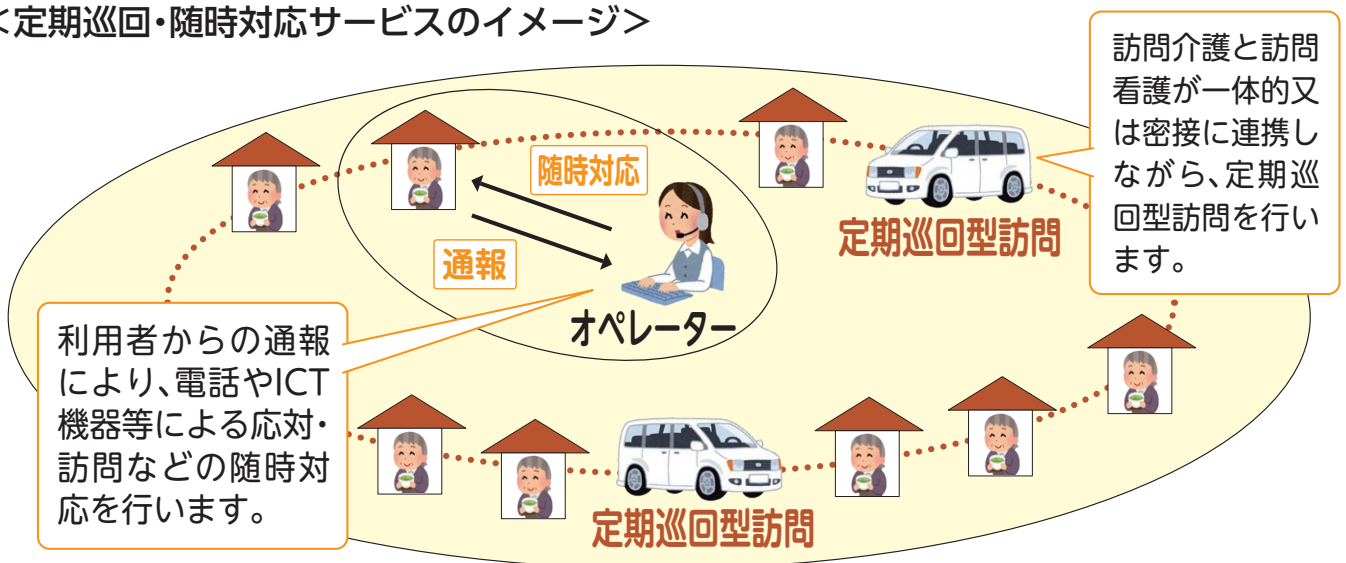 <定期巡回・随時対応サービスのイメージ>
訪問介護と訪問
看護が一体的又
は密接に連携し
ながら、定期巡
回型訪問を行い
ます。
随時対応
通報
オペレーター
定期巡回型訪問
利用者からの通報
により、電話やICT
機器等による応対・
訪問などの随時対
応を行います。
定期巡回型訪問